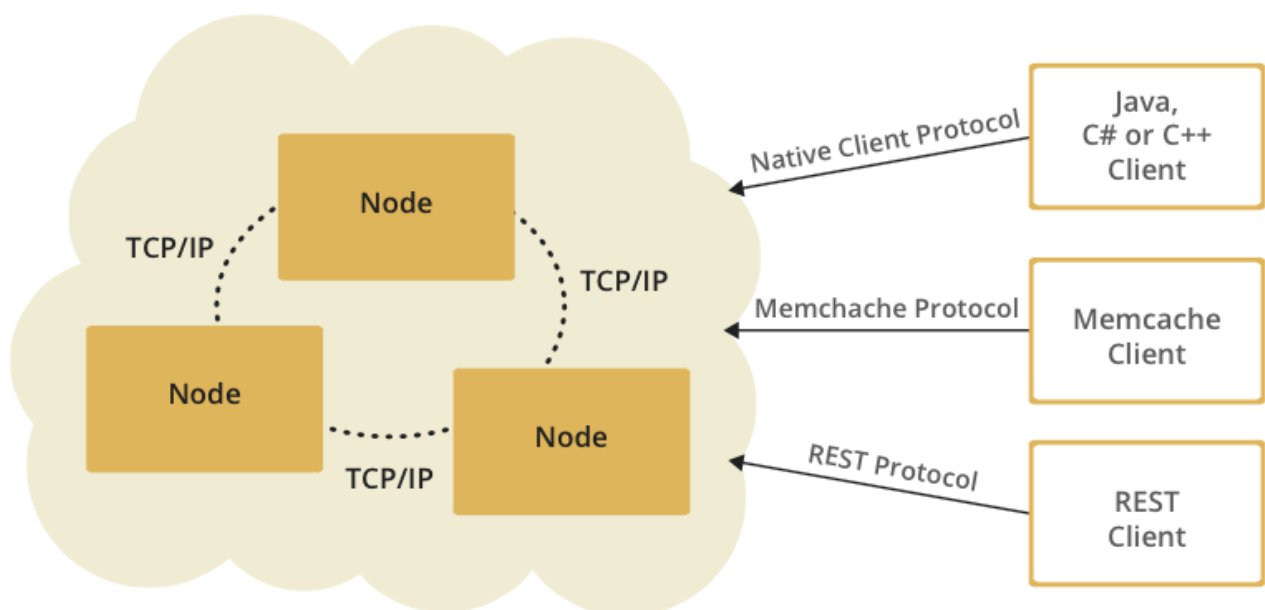 Node
TCP/IP
TCP/IP
Node
Node
TCP/IP
Native Client Protocol
Java,
C# or C++
Client
Memchache Protocol
Memcache
Client
REST Protocol
REST
Client